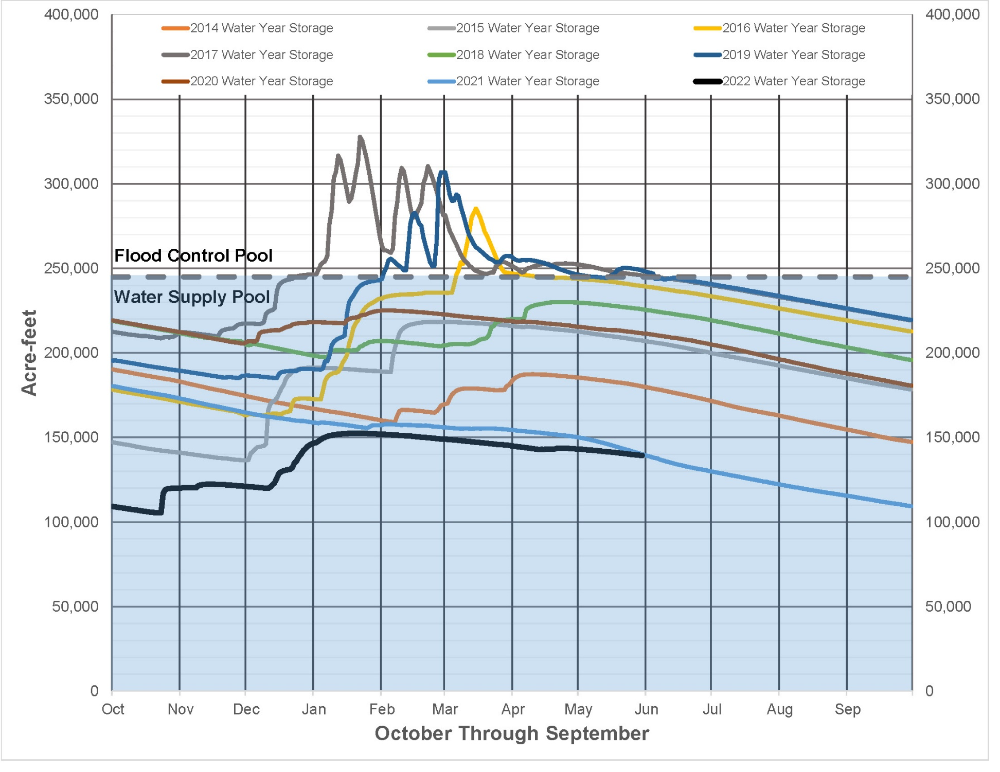 400,000 400,000
2014 Water Year Storage 2015 Water Year Storage 2016 Water Year Storage
2017 Water Year Storage 2018 Water Year Storage 2019 Water Year Storage
2020 Water Year Storage 2021 Water Year Storage 2022 Water Year Storage
350,000 350,000
300,000 300,000
Flood Control Pool
250,000 250,000
Water Supply Pool
Acre-feet
200,000 200,000
150,000 150,000
100,000 100,000
50,000 50,000
0 0
Oct Nov Dec Jan Feb Mar Apr May Jun Jul Aug Sep
October Through September